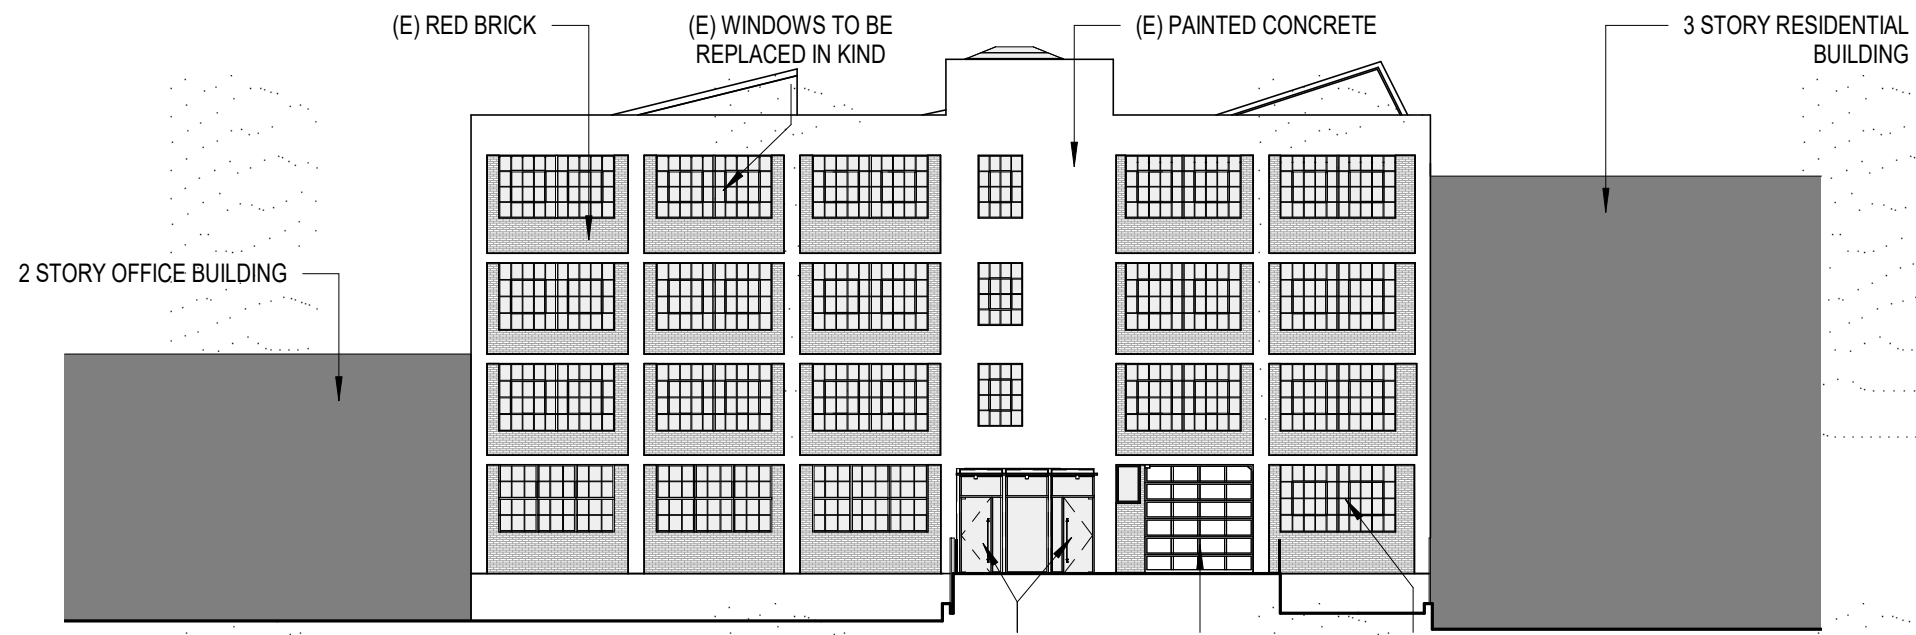 (E) RED BRICK
(E) WINDOWS TO BE
REPLACED IN KIND
(E) PAINTED CONCRETE
3 STORY RESIDENTIAL
BUILDING
2 STORY OFFICE BUILDING